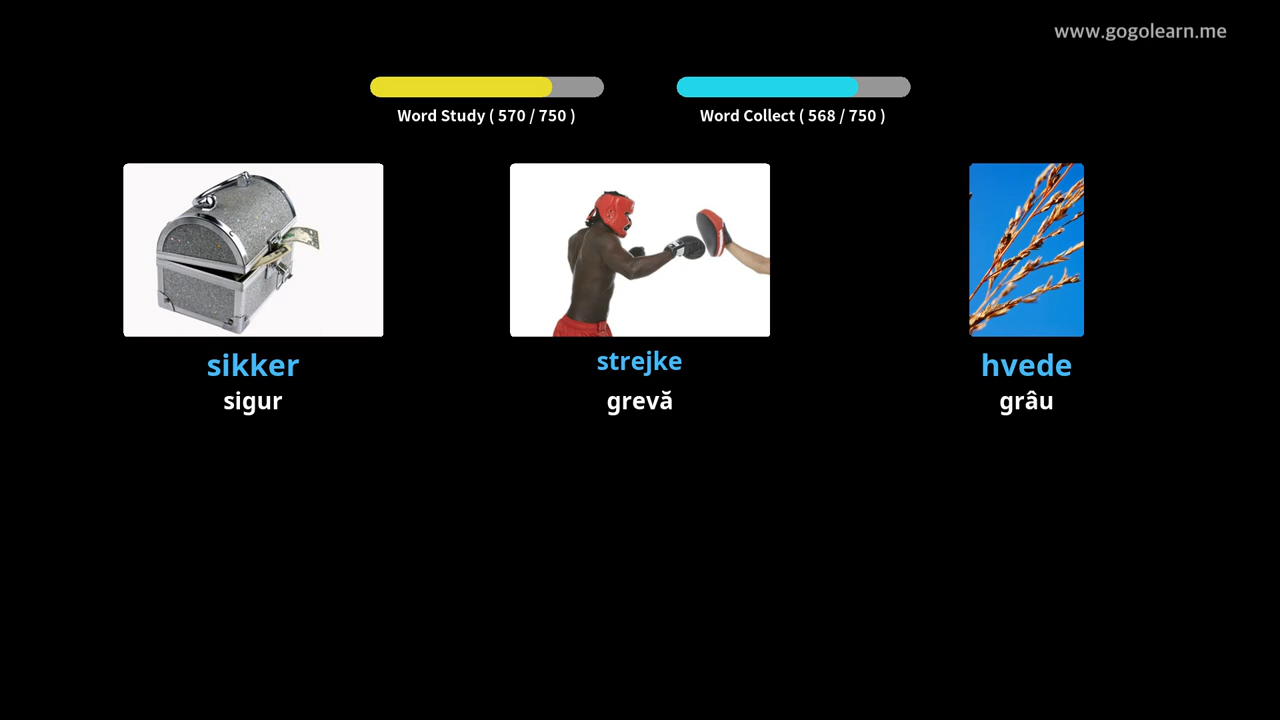 www.gogolearn.me
Word Study ( 570 / 750 )
Word Collect ( 568 / 750 )
sikker
sigur
strejke
grevă
hvede
grâu